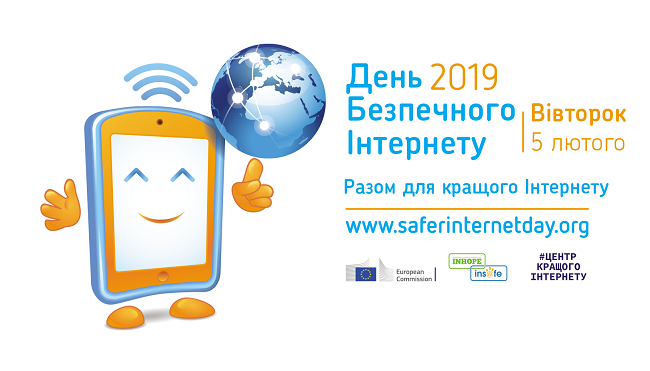 День 2019
Безпечного
Інтернету
Вівторок
5 лютого
Разом для кращого Інтернету
www.saferinternetday.org
European
Commission
INHOPE
insafe
#ЦЕНТР
КРАЩОГО
ІНТЕРНЕТУ